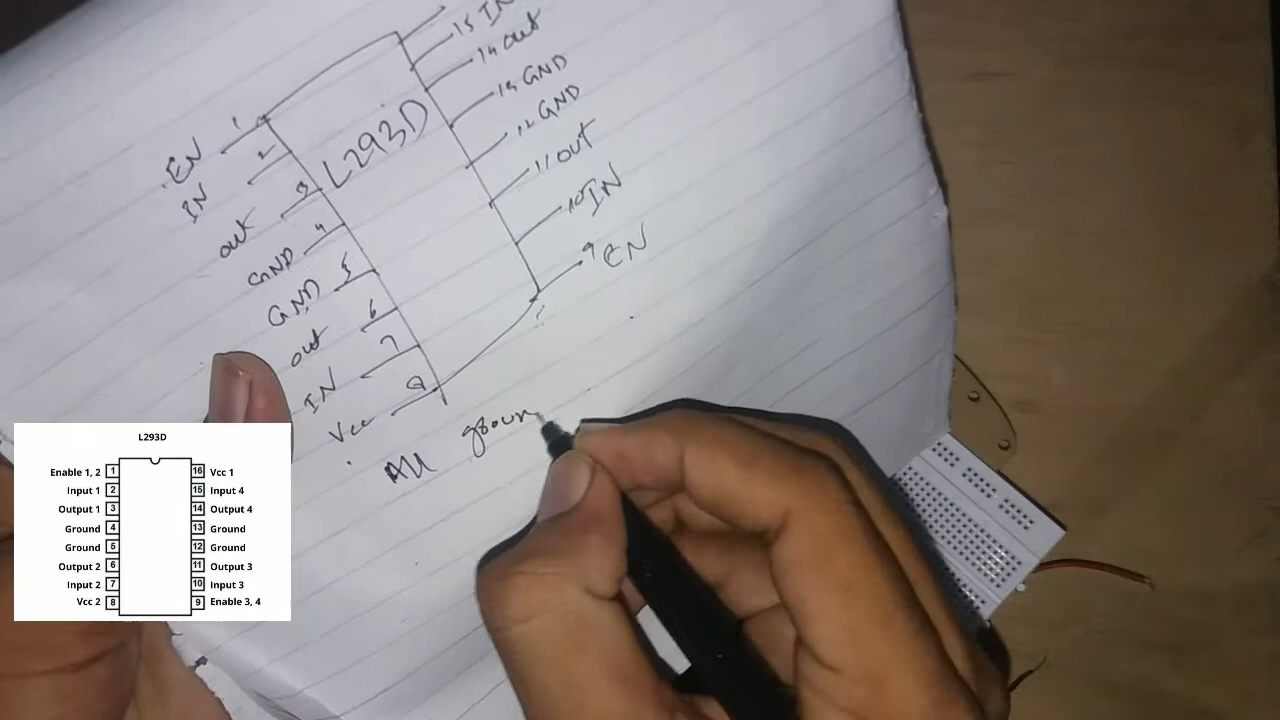 15 IN
14 out
13 GND
12 GND
11 out
10 IN
9 EN
L293D
EN 1
IN 2
out 3
GND 4
GND 5
out 6
IN 7
Vcc 8
All groun
L293D
Enable 1, 2 1 16 Vcc 1
Input 1 2 15 Input 4
Output 1 3 14 Output 4
Ground 4 13 Ground
Ground 5 12 Ground
Output 2 6 11 Output 3
Input 2 7 10 Input 3
Vcc 2 8 9 Enable 3, 4